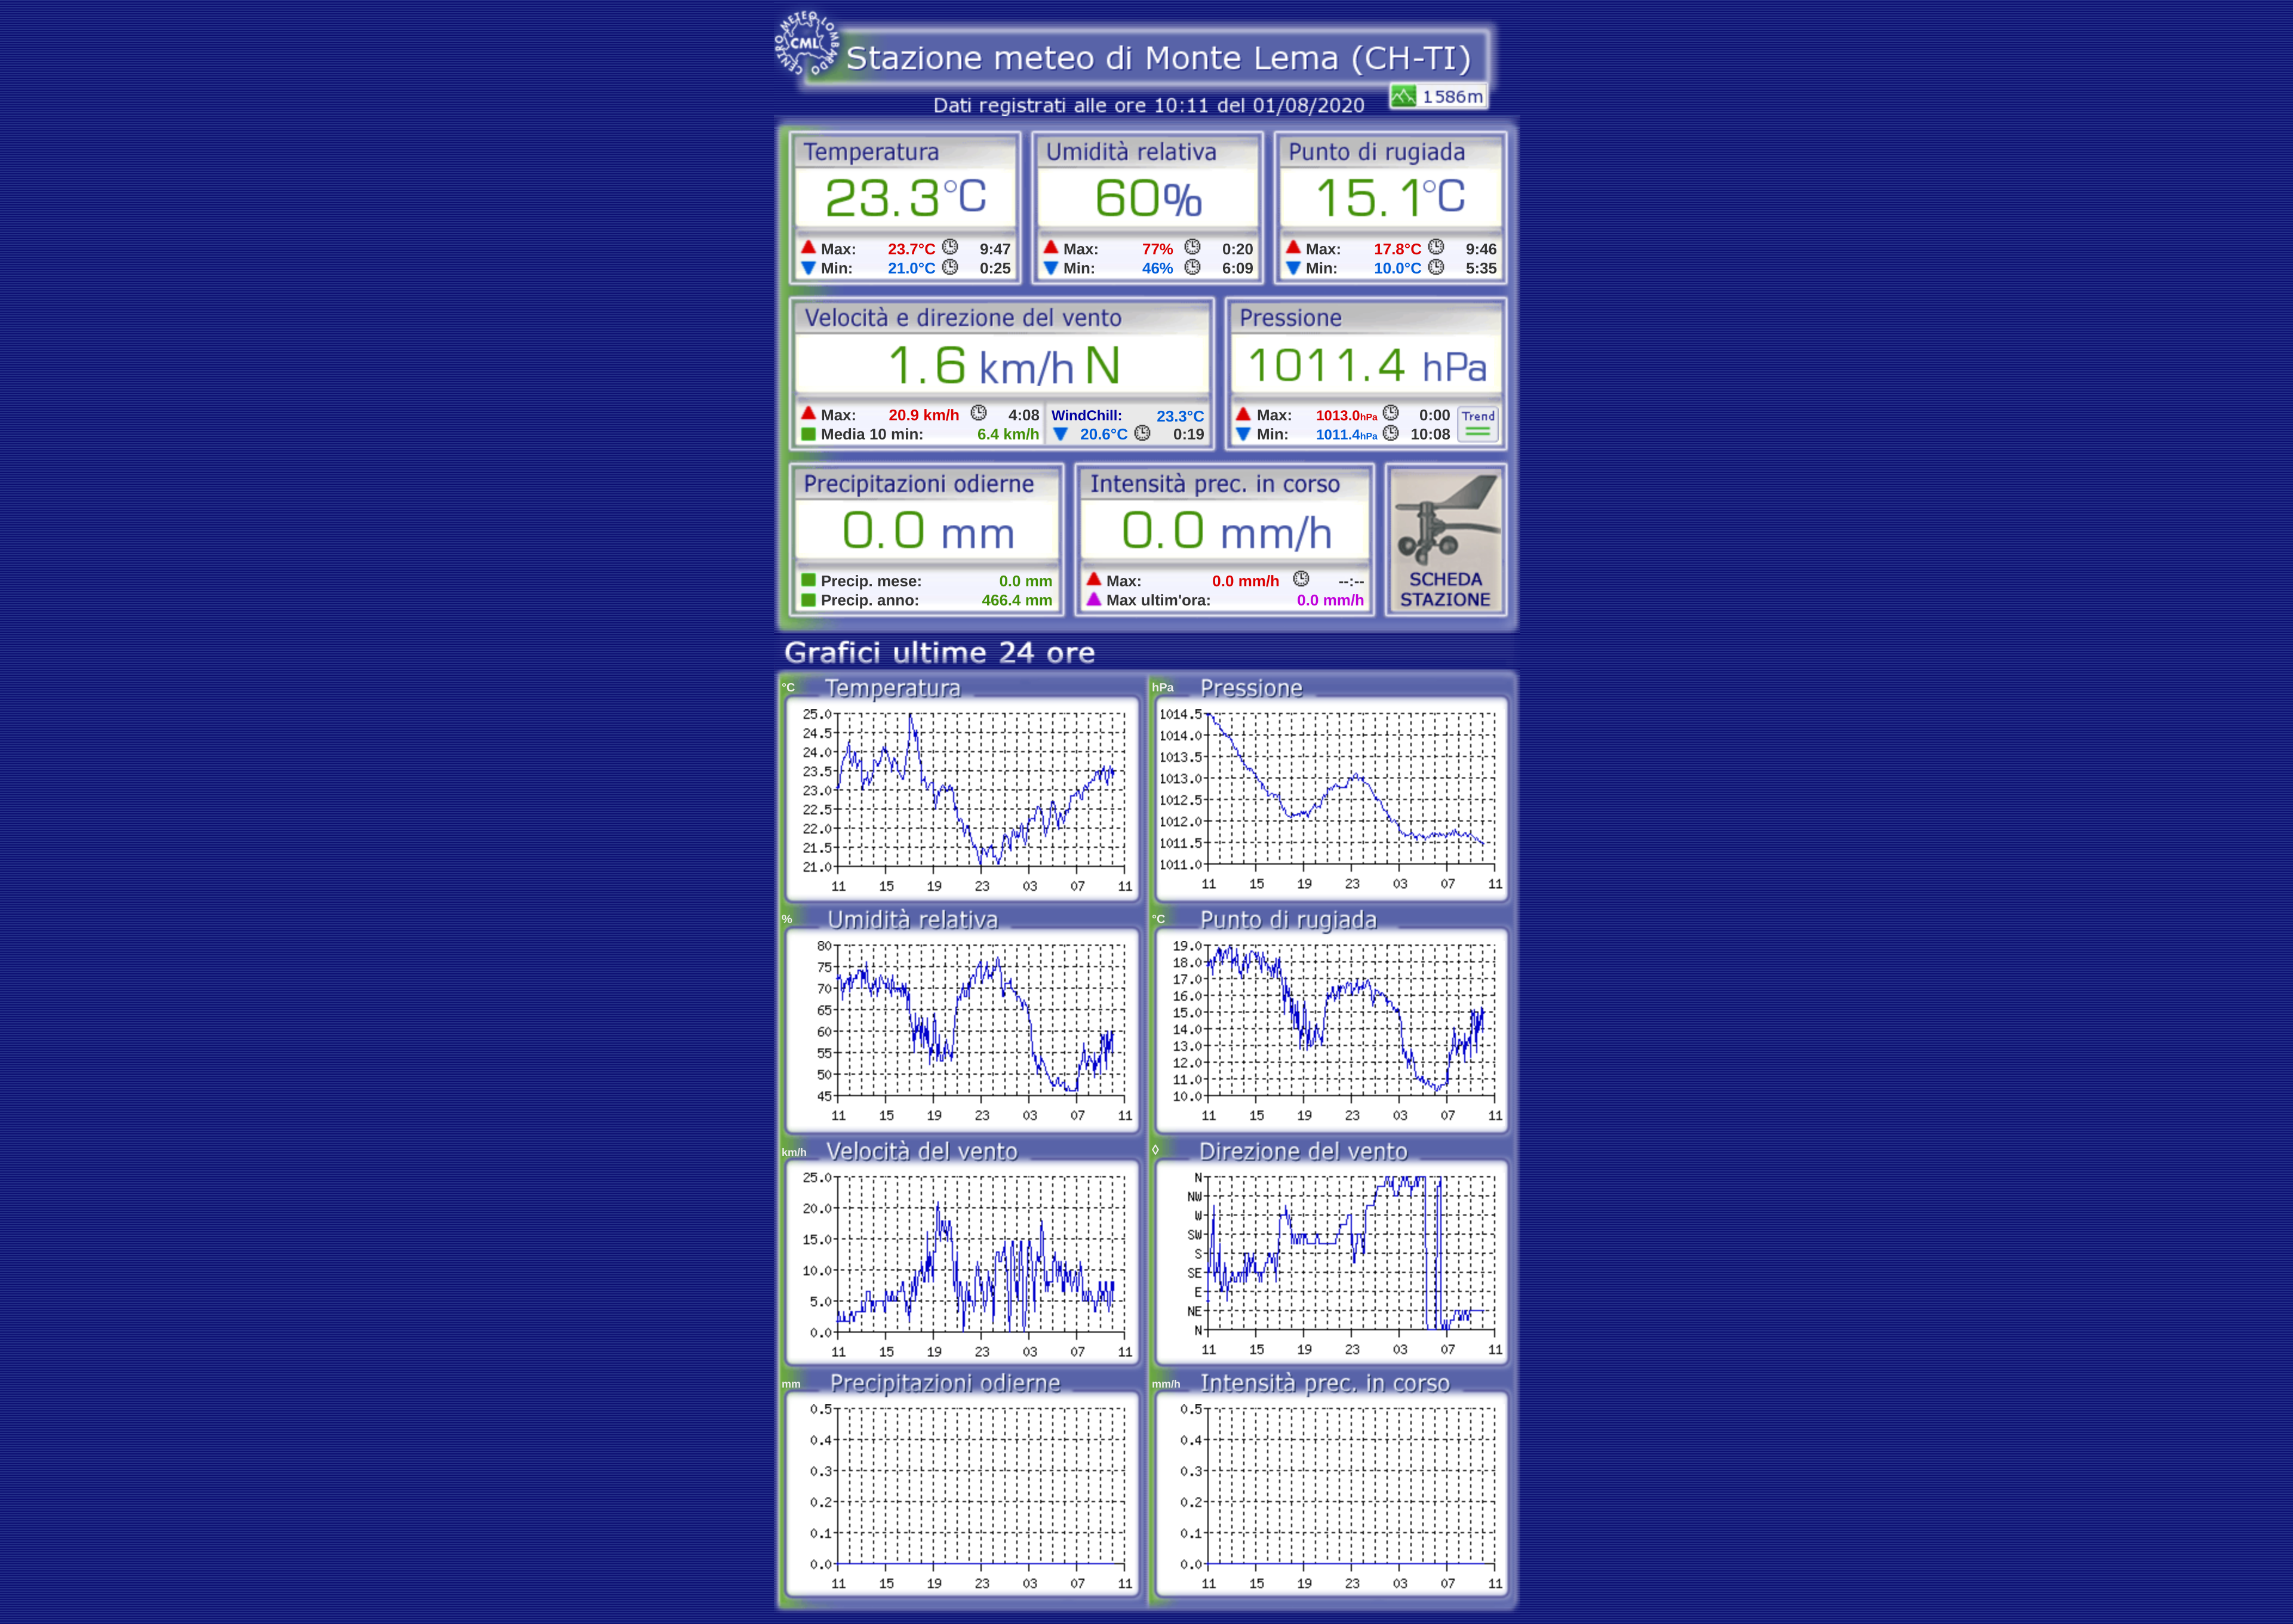 CENTRO METEO LOMBARDO
CML
Stazione meteo di Monte Lema (CH-TI)
1586m
Dati registrati alle ore 10:11 del 01/08/2020
Temperatura
23.3°C
Max: 23.7°C 9:47
Min: 21.0°C 0:25
Umidità relativa
60%
Max: 77% 0:20
Min: 46% 6:09
Punto di rugiada
15.1°C
Max: 17.8°C 9:46
Min: 10.0°C 5:35
Velocità e direzione del vento
1.6 km/h N
Max: 20.9 km/h 4:08
Media 10 min: 6.4 km/h
WindChill: 23.3°C
20.6°C 0:19
Pressione
1011.4 hPa
Max: 1013.0hPa 0:00
Min: 1011.4hPa 10:08
Trend
Precipitazioni odierne
0.0 mm
Precip. mese: 0.0 mm
Precip. anno: 466.4 mm
Intensità prec. in corso
0.0 mm/h
Max: 0.0 mm/h --:--
Max ultim'ora: 0.0 mm/h
SCHEDA
STAZIONE
Grafici ultime 24 ore
°C Temperatura
25.0
24.5
24.0
23.5
23.0
22.5
22.0
21.5
21.0
11 15 19 23 03 07 11
hPa Pressione
1014.5
1014.0
1013.5
1013.0
1012.5
1012.0
1011.5
1011.0
11 15 19 23 03 07 11
% Umidità relativa
80
75
70
65
60
55
50
45
11 15 19 23 03 07 11
°C Punto di rugiada
19.0
18.0
17.0
16.0
15.0
14.0
13.0
12.0
11.0
10.0
11 15 19 23 03 07 11
km/h Velocità del vento
25.0
20.0
15.0
10.0
5.0
0.0
11 15 19 23 03 07 11
◊ Direzione del vento
N
NW
W
SW
S
SE
E
NE
N
11 15 19 23 03 07 11
mm Precipitazioni odierne
0.5
0.4
0.3
0.2
0.1
0.0
11 15 19 23 03 07 11
mm/h Intensità prec. in corso
0.5
0.4
0.3
0.2
0.1
0.0
11 15 19 23 03 07 11